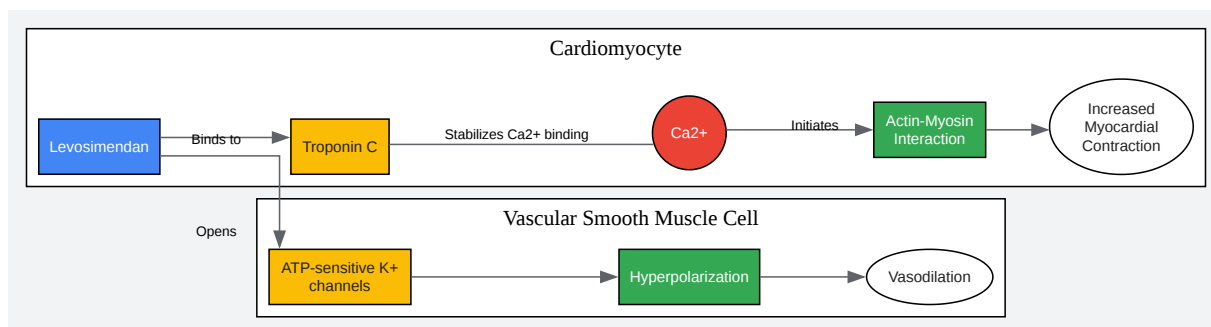 Cardiomyocyte
Levosimendan
Binds to
Troponin C
Stabilizes Ca2+ binding
Ca2+
Initiates
Actin-Myosin
Interaction
Increased
Myocardial
Contraction
Vascular Smooth Muscle Cell
Opens
ATP-sensitive K+
channels
Hyperpolarization
Vasodilation